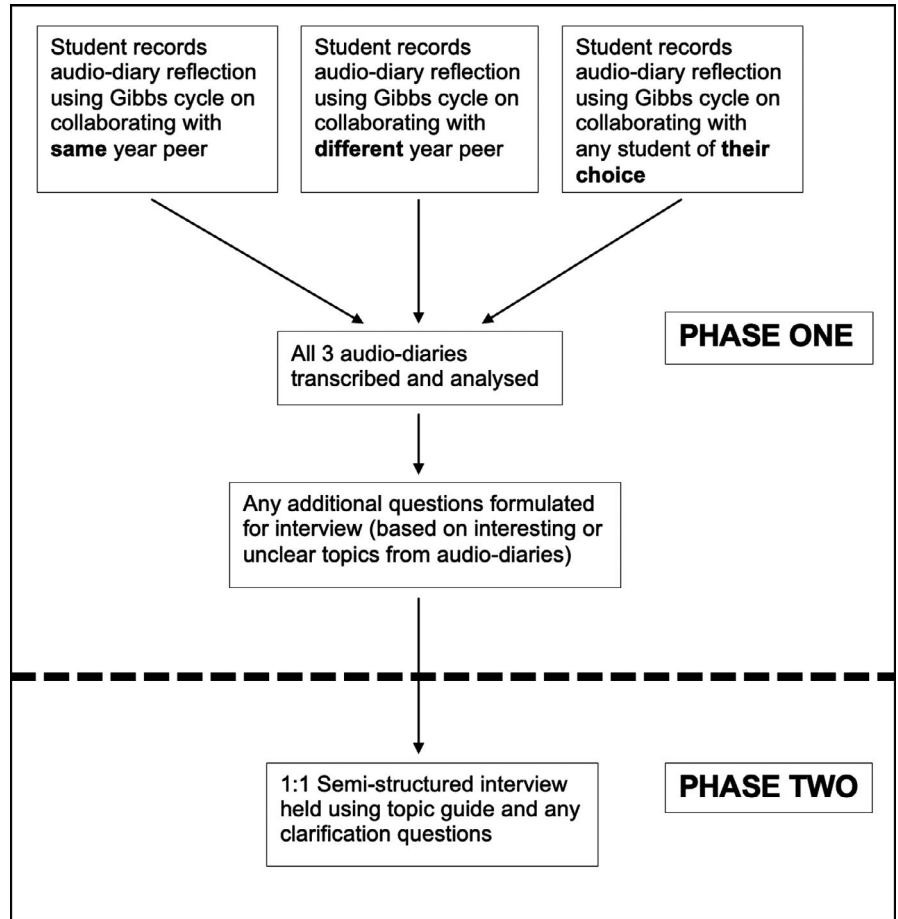 Student records
audio-diary reflection
using Gibbs cycle on
collaborating with
same year peer
Student records
audio-diary reflection
using Gibbs cycle on
collaborating with
different year peer
Student records
audio-diary reflection
using Gibbs cycle on
collaborating with
any student of their
choice
All 3 audio-diaries
transcribed and analysed
PHASE ONE
Any additional questions formulated
for interview (based on interesting or
unclear topics from audio-diaries)
1:1 Semi-structured interview
held using topic guide and any
clarification questions
PHASE TWO